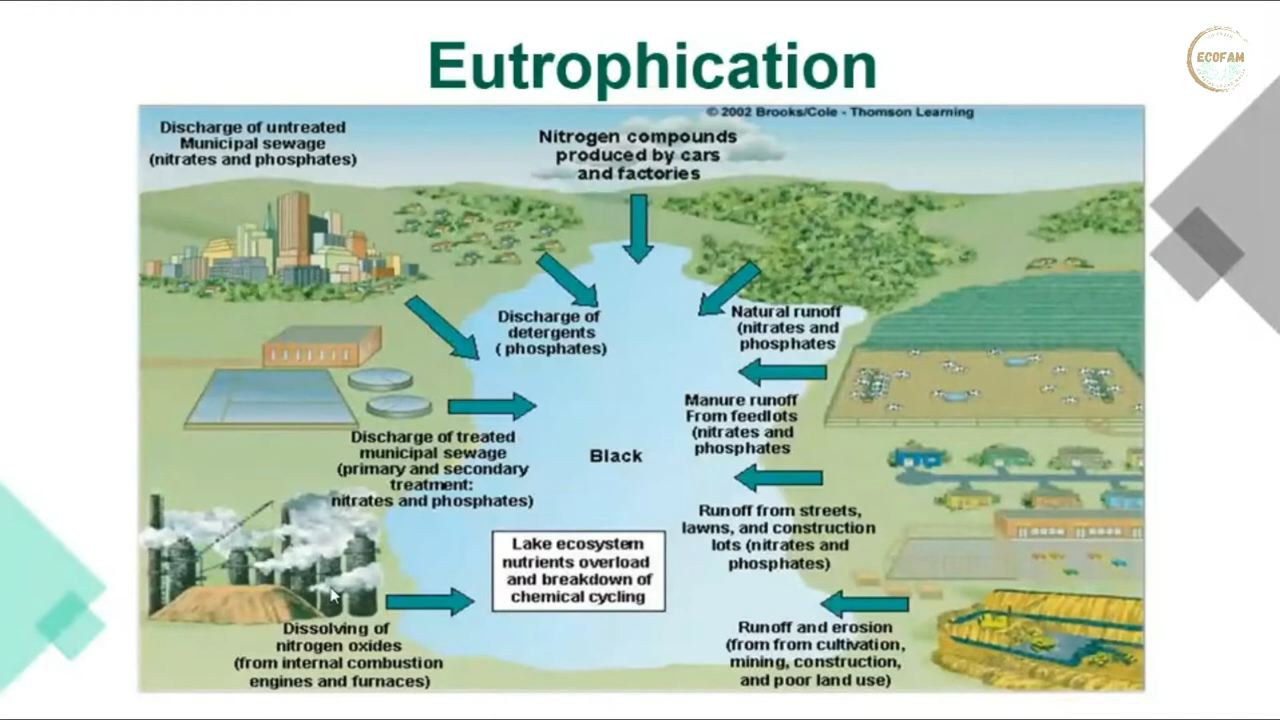 Eutrophication
ECOFAM
© 2002 Brooks/Cole - Thomson Learning
Discharge of untreated
Municipal sewage
(nitrates and phosphates)
Nitrogen compounds
produced by cars
and factories
Discharge of
detergents
( phosphates)
Natural runoff
(nitrates and
phosphates
Manure runoff
From feedlots
(nitrates and
phosphates
Discharge of treated
municipal sewage
(primary and secondary
treatment:
nitrates and phosphates)
Black
Runoff from streets,
lawns, and construction
lots (nitrates and
phosphates)
Lake ecosystem
nutrients overload
and breakdown of
chemical cycling
Dissolving of
nitrogen oxides
(from internal combustion
engines and furnaces)
Runoff and erosion
(from from cultivation,
mining, construction,
and poor land use)